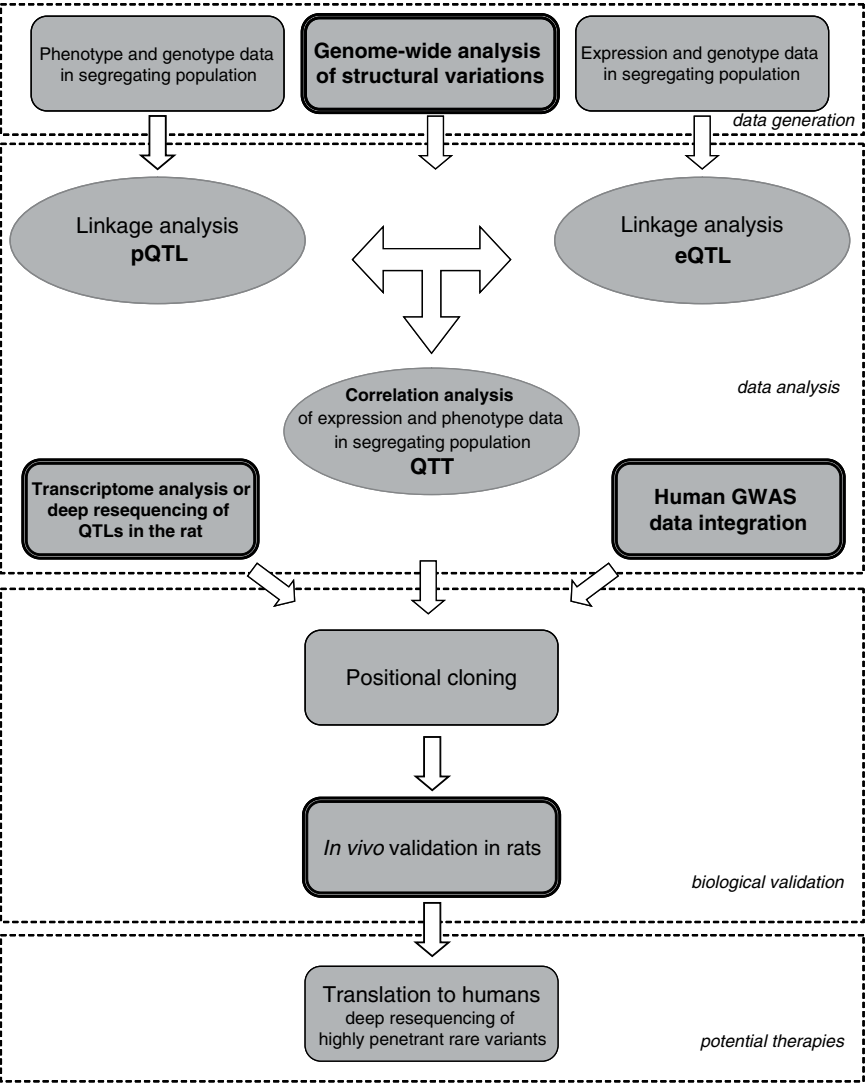 Phenotype and genotype data
in segregating population
Genome-wide analysis
of structural variations
Expression and genotype data
in segregating population
data generation
Linkage analysis
pQTL
Linkage analysis
eQTL
data analysis
Correlation analysis
of expression and phenotype data
in segregating population
QTT
Transcriptome analysis or
deep resequencing of
QTLs in the rat
Human GWAS
data integration
Positional cloning
In vivo validation in rats
biological validation
Translation to humans
deep resequencing of
highly penetrant rare variants
potential therapies